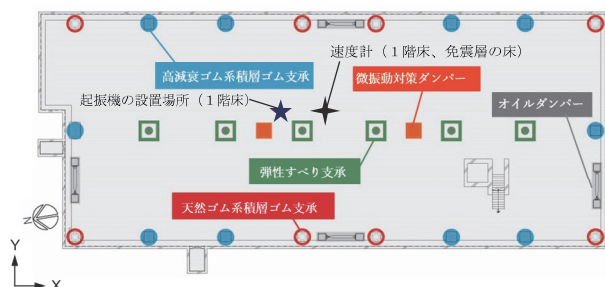 高減衰ゴム系積層ゴム支承
速度計（１階床、免震層の床）
起振機の設置場所（１階床）
微振動対策ダンパー
オイルダンパー
弾性すべり支承
天然ゴム系積層ゴム支承
N
Y
X